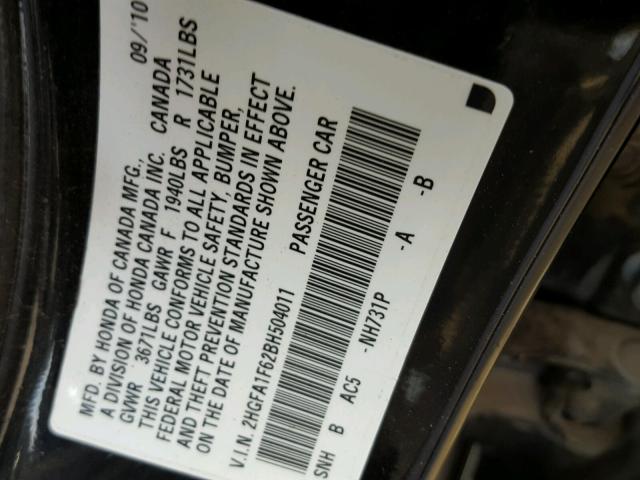 MFD. BY HONDA OF CANADA MFG.,
A DIVISION OF HONDA CANADA INC. CANADA 09/'10
GVWR 3671LBS GAWR F 1940LBS R 1731LBS
THIS VEHICLE CONFORMS TO ALL APPLICABLE
FEDERAL MOTOR VEHICLE SAFETY, BUMPER,
AND THEFT PREVENTION STANDARDS IN EFFECT
ON THE DATE OF MANUFACTURE SHOWN ABOVE.
V.I.N. 2HGFA1F62BH504011 PASSENGER CAR
SNH B AC5 -NH731P -A -B